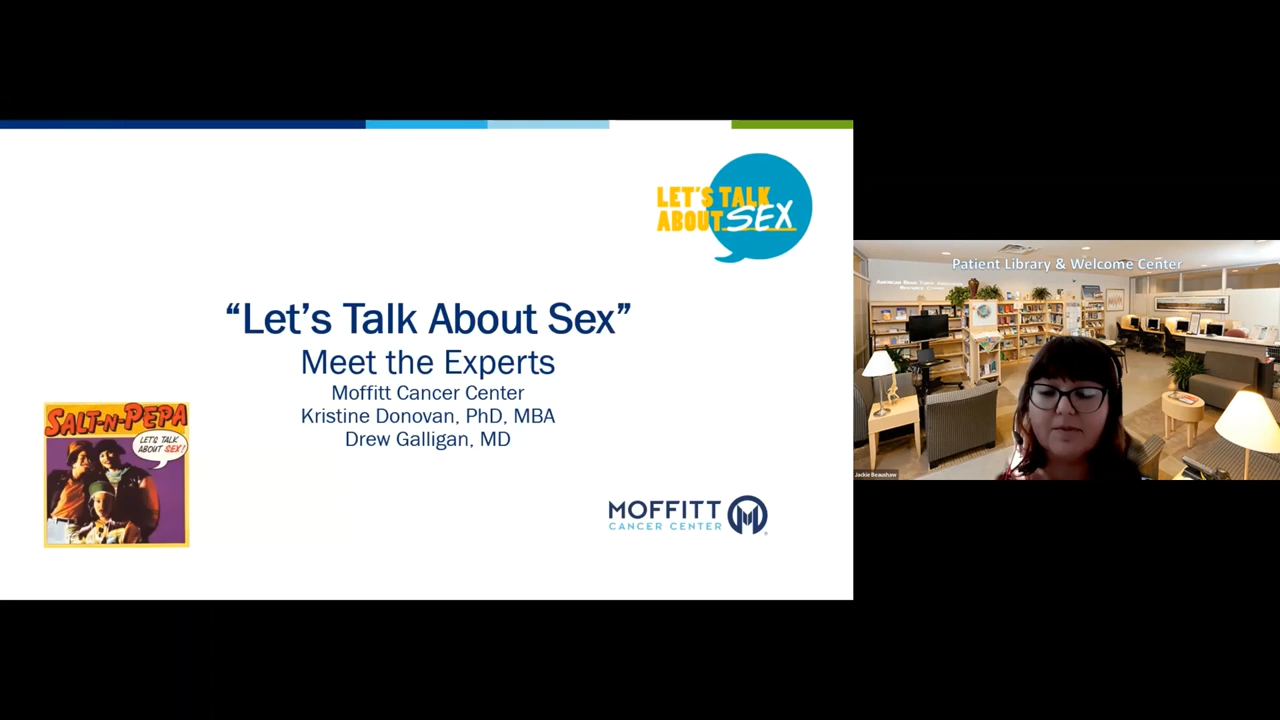 LET'S TALK
ABOUT SEX
“Let’s Talk About Sex”
Meet the Experts
Moffitt Cancer Center
Kristine Donovan, PhD, MBA
Drew Galligan, MD
SALT-N-PEPA
LET'S TALK
ABOUT SEX!
MOFFITT
CANCER CENTER
Patient Library & Welcome Center
Jackie Beaushaw